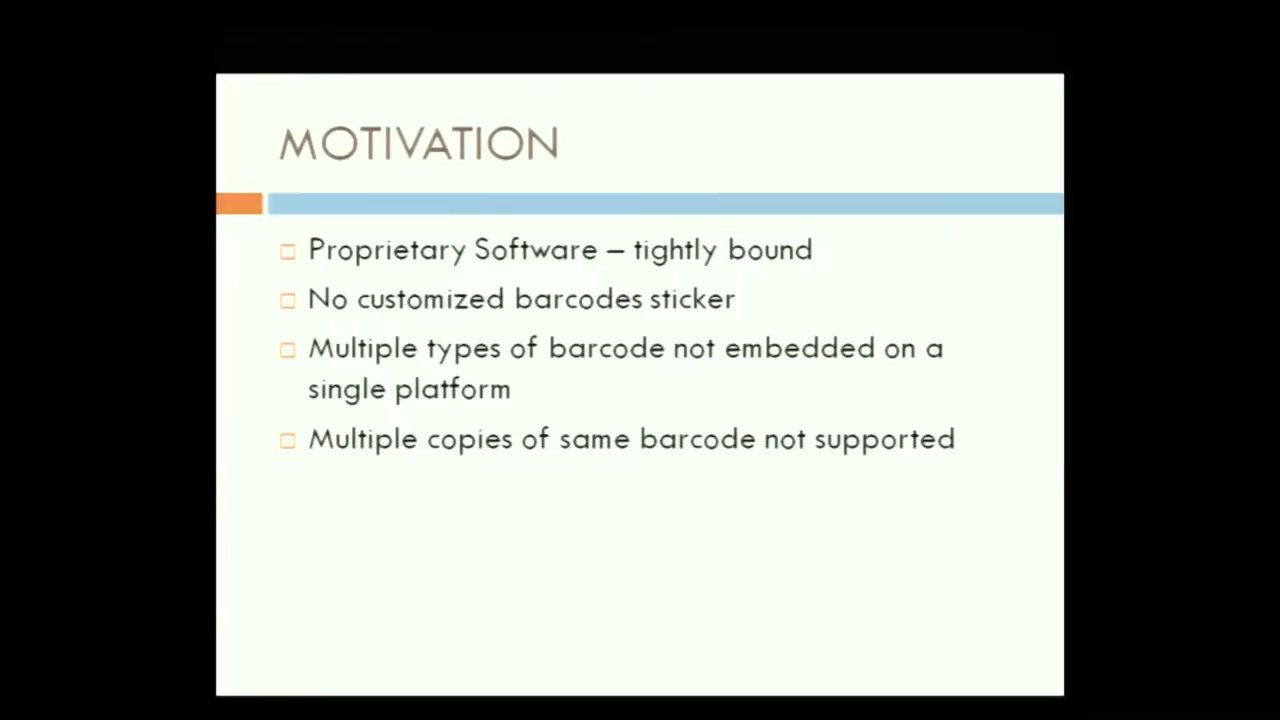 MOTIVATION
Proprietary Software – tightly bound
No customized barcodes sticker
Multiple types of barcode not embedded on a
single platform
Multiple copies of same barcode not supported